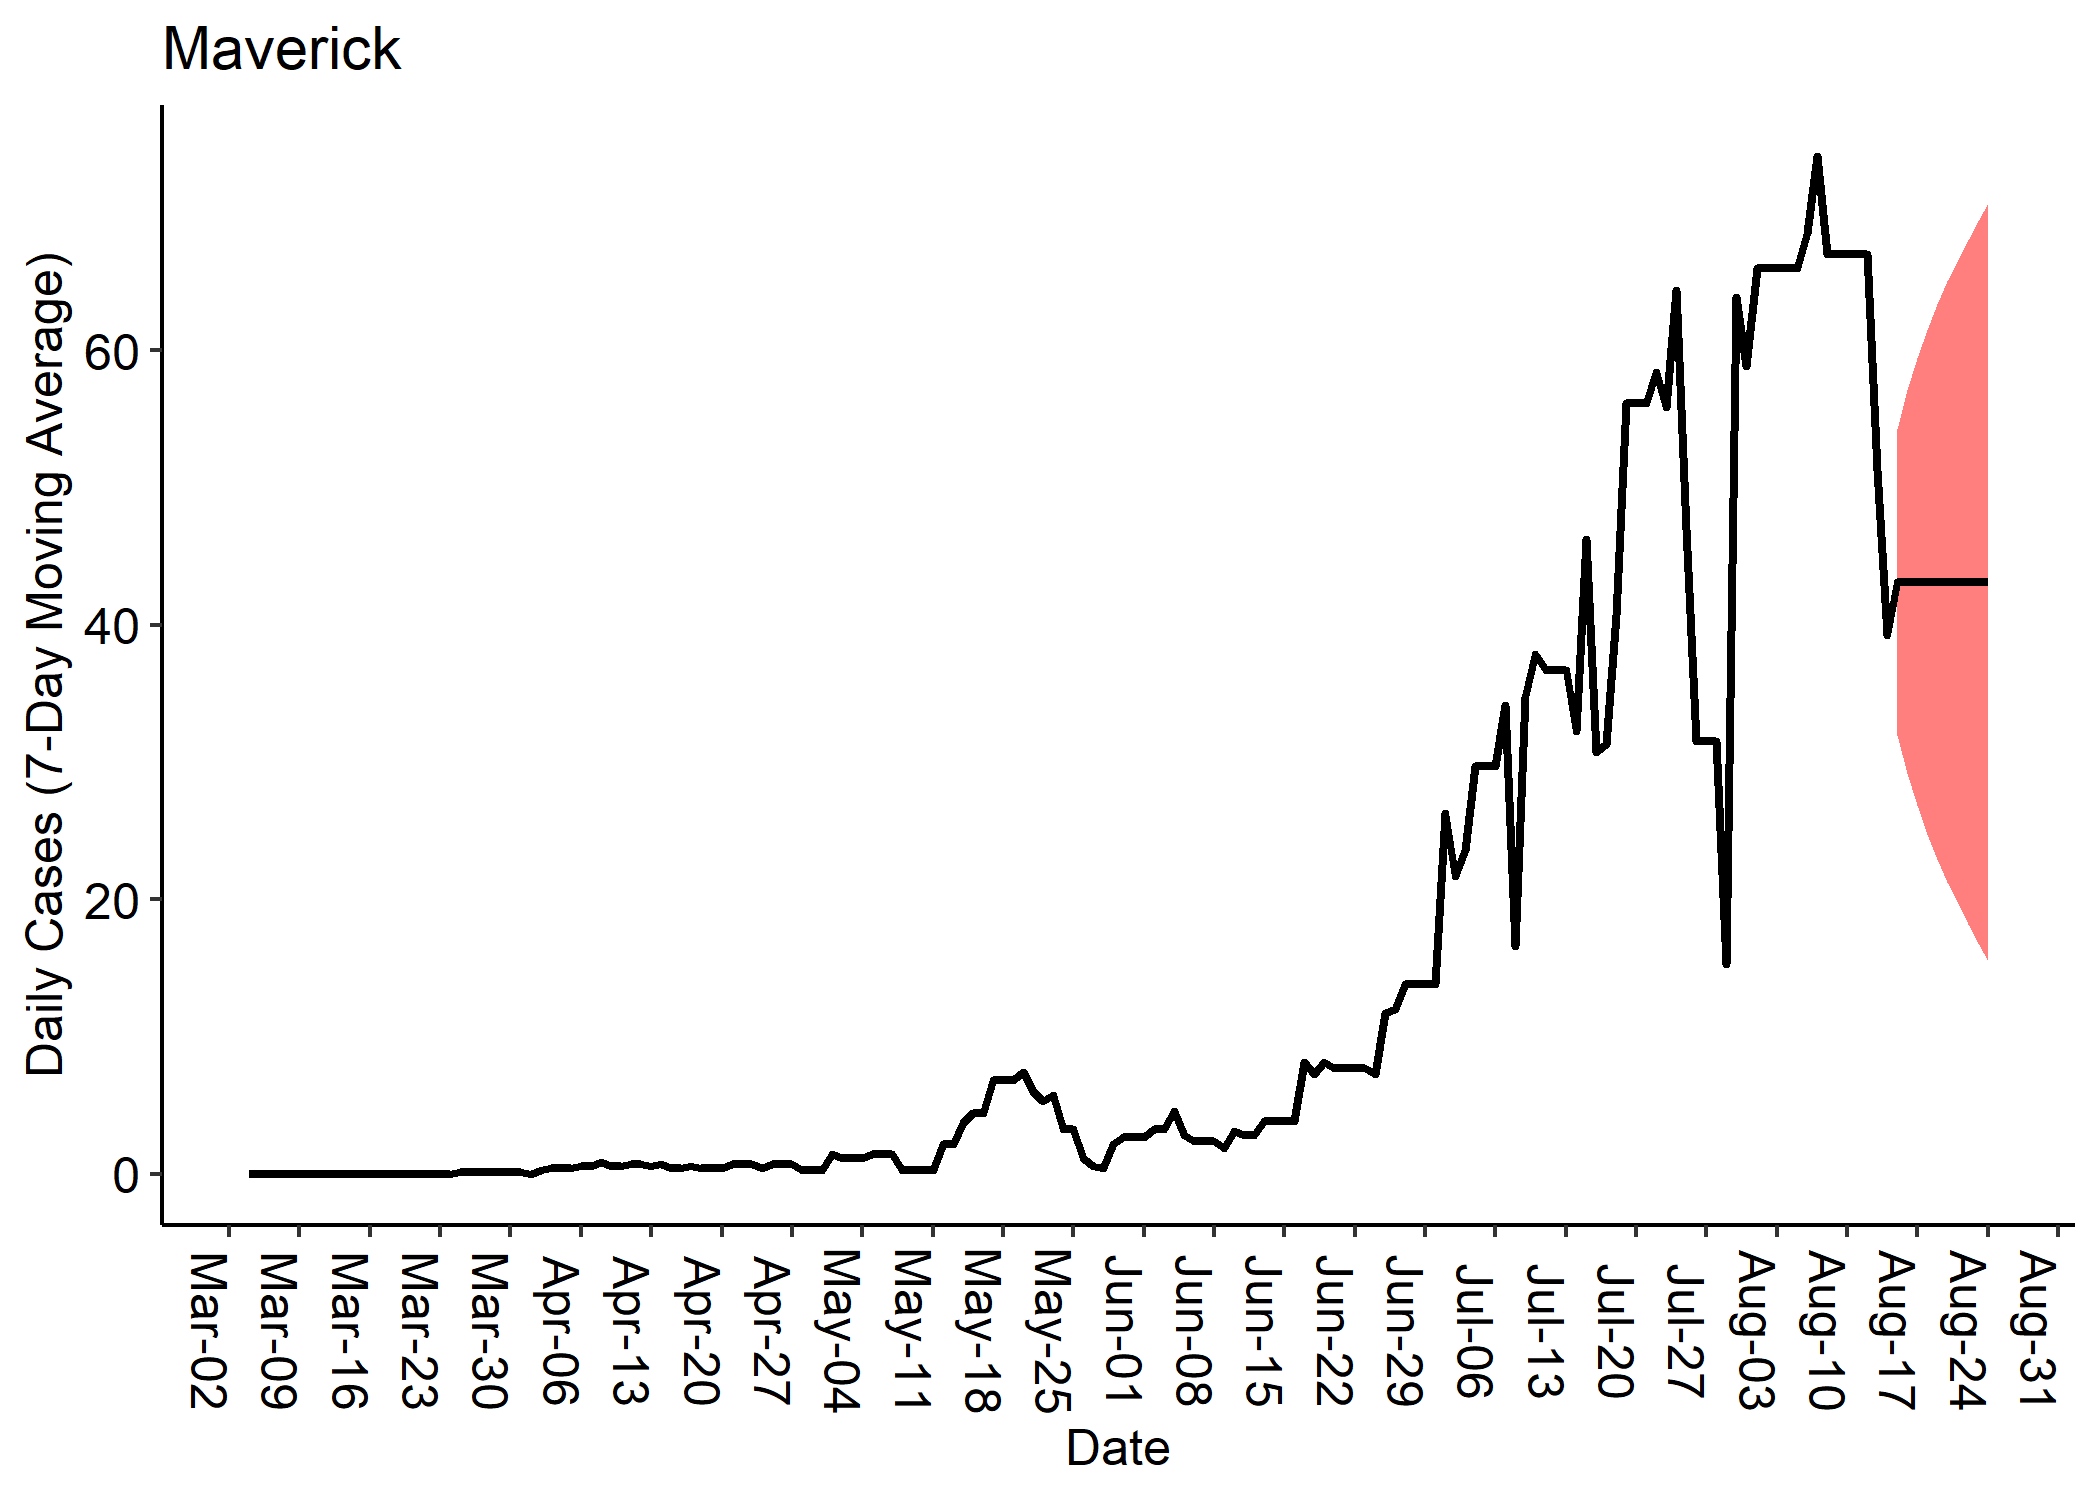 Maverick
Daily Cases (7-Day Moving Average)
60
40
20
0
Mar-02
Mar-09
Mar-16
Mar-23
Mar-30
Apr-06
Apr-13
Apr-20
Apr-27
May-04
May-11
May-18
May-25
Jun-01
Jun-08
Jun-15
Jun-22
Jun-29
Jul-06
Jul-13
Jul-20
Jul-27
Aug-03
Aug-10
Aug-17
Aug-24
Aug-31
Date